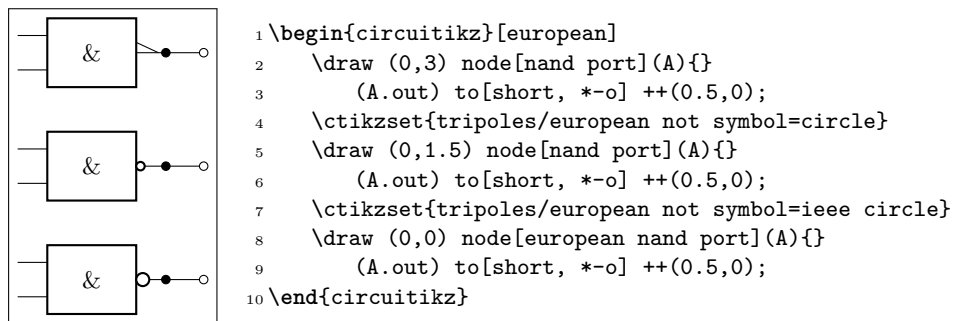 &
&
&
1 \begin{circuitikz}[european]
2 \draw (0,3) node[nand port](A){}
3 (A.out) to[short, *-o] ++(0.5,0);
4 \ctikzset{tripoles/european not symbol=circle}
5 \draw (0,1.5) node[nand port](A){}
6 (A.out) to[short, *-o] ++(0.5,0);
7 \ctikzset{tripoles/european not symbol=ieee circle}
8 \draw (0,0) node[european nand port](A){}
9 (A.out) to[short, *-o] ++(0.5,0);
10 \end{circuitikz}